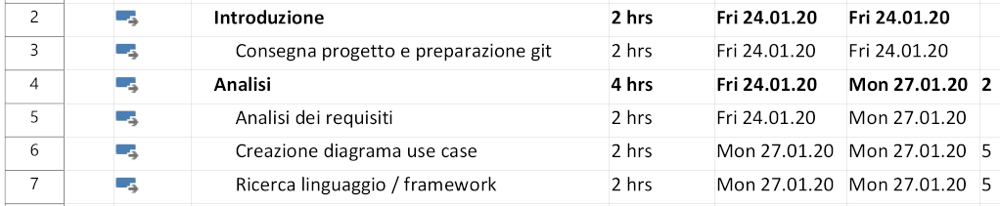 2 Introduzione 2 hrs Fri 24.01.20 Fri 24.01.20
3 Consegna progetto e preparazione git 2 hrs Fri 24.01.20 Fri 24.01.20
4 Analisi 4 hrs Fri 24.01.20 Mon 27.01.20 2
5 Analisi dei requisiti 2 hrs Fri 24.01.20 Mon 27.01.20
6 Creazione diagrama use case 2 hrs Mon 27.01.20 Mon 27.01.20 5
7 Ricerca linguaggio / framework 2 hrs Mon 27.01.20 Mon 27.01.20 5